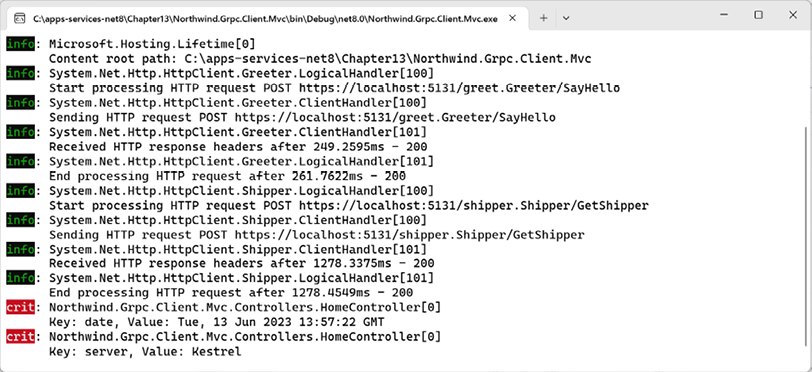 C:\apps-services-net8\Chapter13\Northwind.Grpc.Client.Mvc\bin\Debug\net8.0\Northwind.Grpc.Client.Mvc.exe
info: Microsoft.Hosting.Lifetime[0]
Content root path: C:\apps-services-net8\Chapter13\Northwind.Grpc.Client.Mvc
info: System.Net.Http.HttpClient.Greeter.LogicalHandler[100]
Start processing HTTP request POST https://localhost:5131/greet.Greeter/SayHello
info: System.Net.Http.HttpClient.Greeter.ClientHandler[100]
Sending HTTP request POST https://localhost:5131/greet.Greeter/SayHello
info: System.Net.Http.HttpClient.Greeter.ClientHandler[101]
Received HTTP response headers after 249.2595ms - 200
info: System.Net.Http.HttpClient.Greeter.LogicalHandler[101]
End processing HTTP request after 261.7622ms - 200
info: System.Net.Http.HttpClient.Shipper.LogicalHandler[100]
Start processing HTTP request POST https://localhost:5131/shipper.Shipper/GetShipper
info: System.Net.Http.HttpClient.Shipper.ClientHandler[100]
Sending HTTP request POST https://localhost:5131/shipper.Shipper/GetShipper
info: System.Net.Http.HttpClient.Shipper.ClientHandler[101]
Received HTTP response headers after 1278.3375ms - 200
info: System.Net.Http.HttpClient.Shipper.LogicalHandler[101]
End processing HTTP request after 1278.4549ms - 200
crit: Northwind.Grpc.Client.Mvc.Controllers.HomeController[0]
Key: date, Value: Tue, 13 Jun 2023 13:57:22 GMT
crit: Northwind.Grpc.Client.Mvc.Controllers.HomeController[0]
Key: server, Value: Kestrel